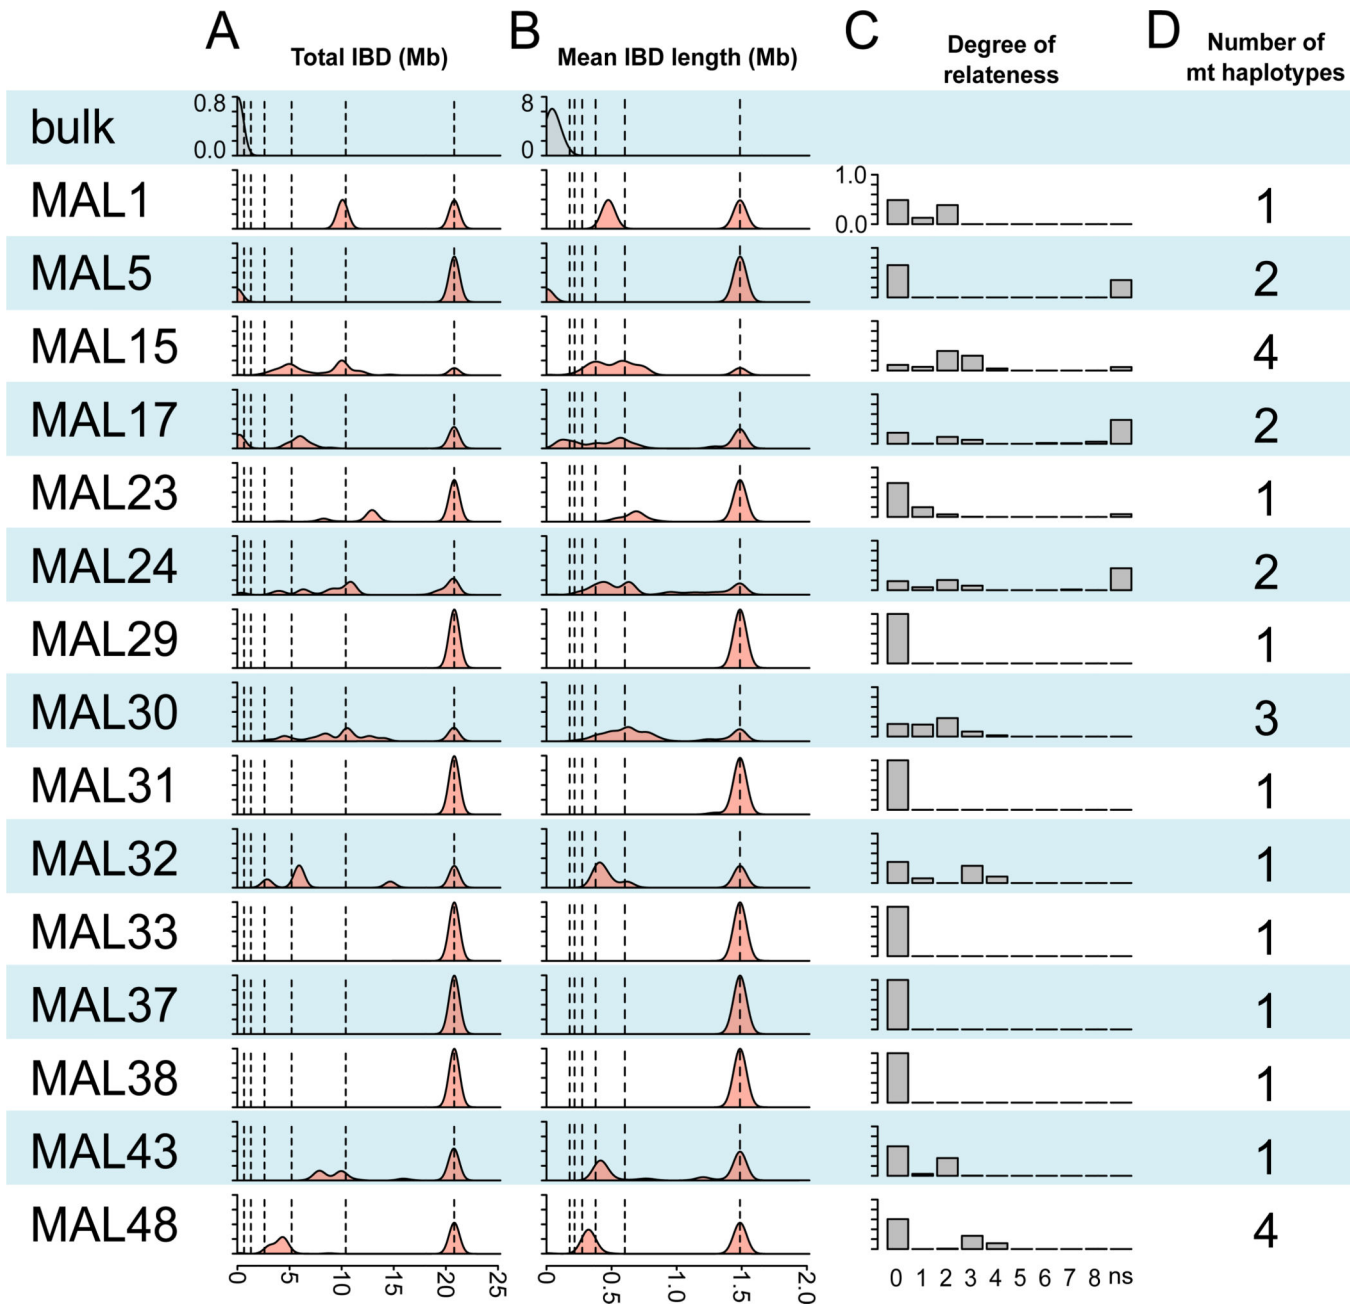 A
B
C
D
Total IBD (Mb)
Mean IBD length (Mb)
Degree of
relateness
Number of
mt haplotypes
bulk
0.8
0.0
8
0
MAL1
1.0
0.0
1
MAL5
2
MAL15
4
MAL17
2
MAL23
1
MAL24
2
MAL29
1
MAL30
3
MAL31
1
MAL32
1
MAL33
1
MAL37
1
MAL38
1
MAL43
1
MAL48
4
0 5 10 15 20 25
0 0.5 1.0 1.5 2.0
0 1 2 3 4 5 6 7 8 ns